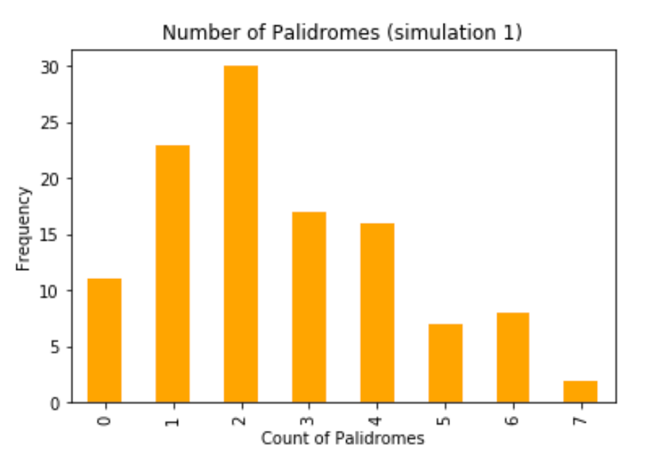 Number of Palidromes (simulation 1)
30
25
20
15
10
5
0
Frequency
0 1 2 3 4 5 6 7
Count of Palidromes